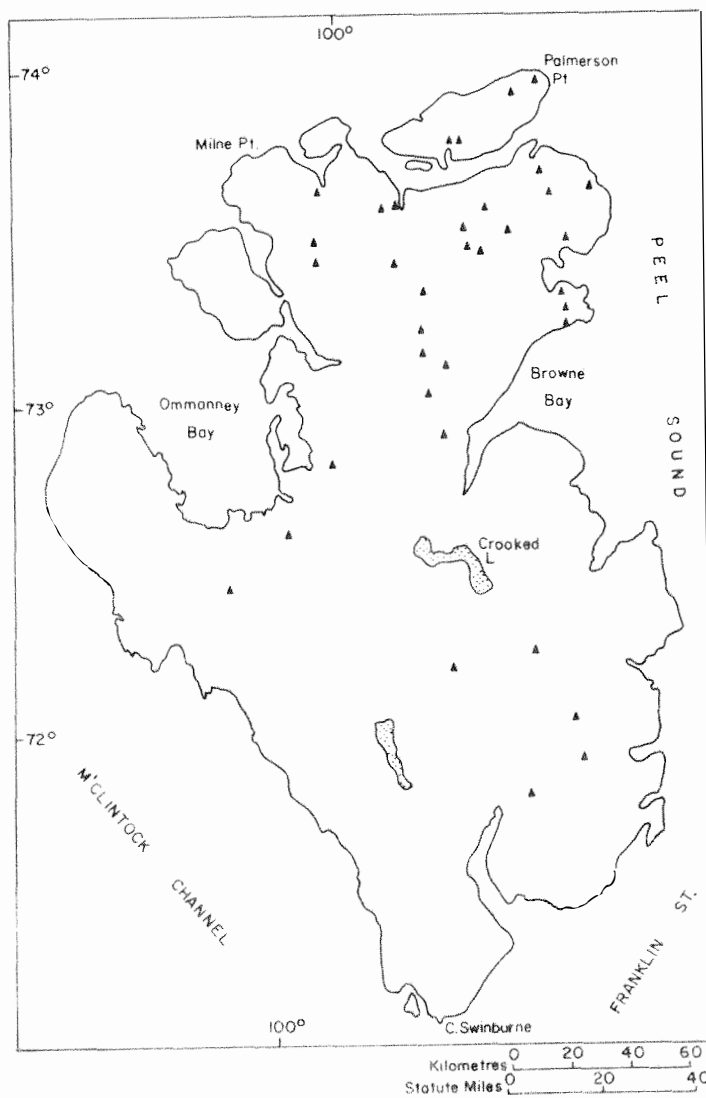 100°
74°
Palmerson
Pt
Milne Pt.
PEEL
SOUND
73°
Ommanney
Bay
Browne
Bay
Crooked
L
72°
M'CLINTOCK
CHANNEL
FRANKLIN ST.
100°
C. Swinburne
Kilometres 0 20 40 60
Statute Miles 0 20 40